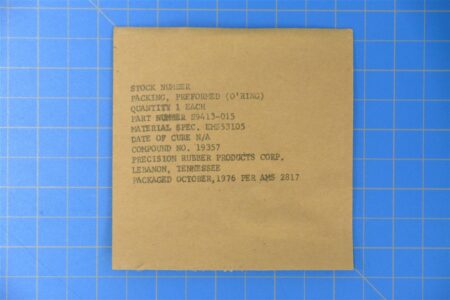 STOCK NUMBER
PACKING, PREFORMED (O'RING)
QUANTITY 1 EACH
PART NUMBER S9413-015
MATERIAL SPEC. EMS53105
DATE OF CURE N/A
COMPOUND NO. 19357
PRECISION RUBBER PRODUCTS CORP.
LEBANON, TENNESSEE
PACKAGED OCTOBER,1976 PER AMS 2817